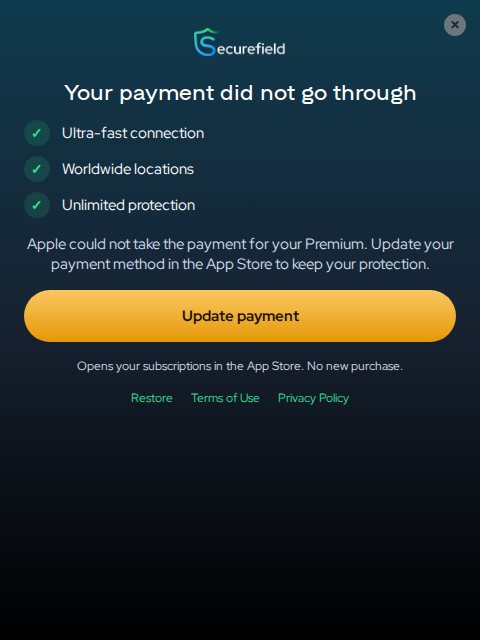 Securefield
Your payment did not go through
Ultra-fast connection
Worldwide locations
Unlimited protection
Apple could not take the payment for your Premium. Update your
payment method in the App Store to keep your protection.
Update payment
Opens your subscriptions in the App Store. No new purchase.
Restore Terms of Use Privacy Policy